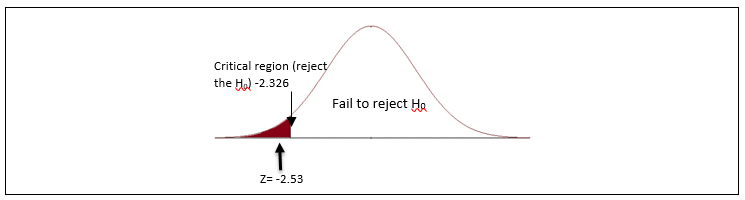 Critical region (reject
the H₀) -2.326
Fail to reject H₀
Z= -2.53